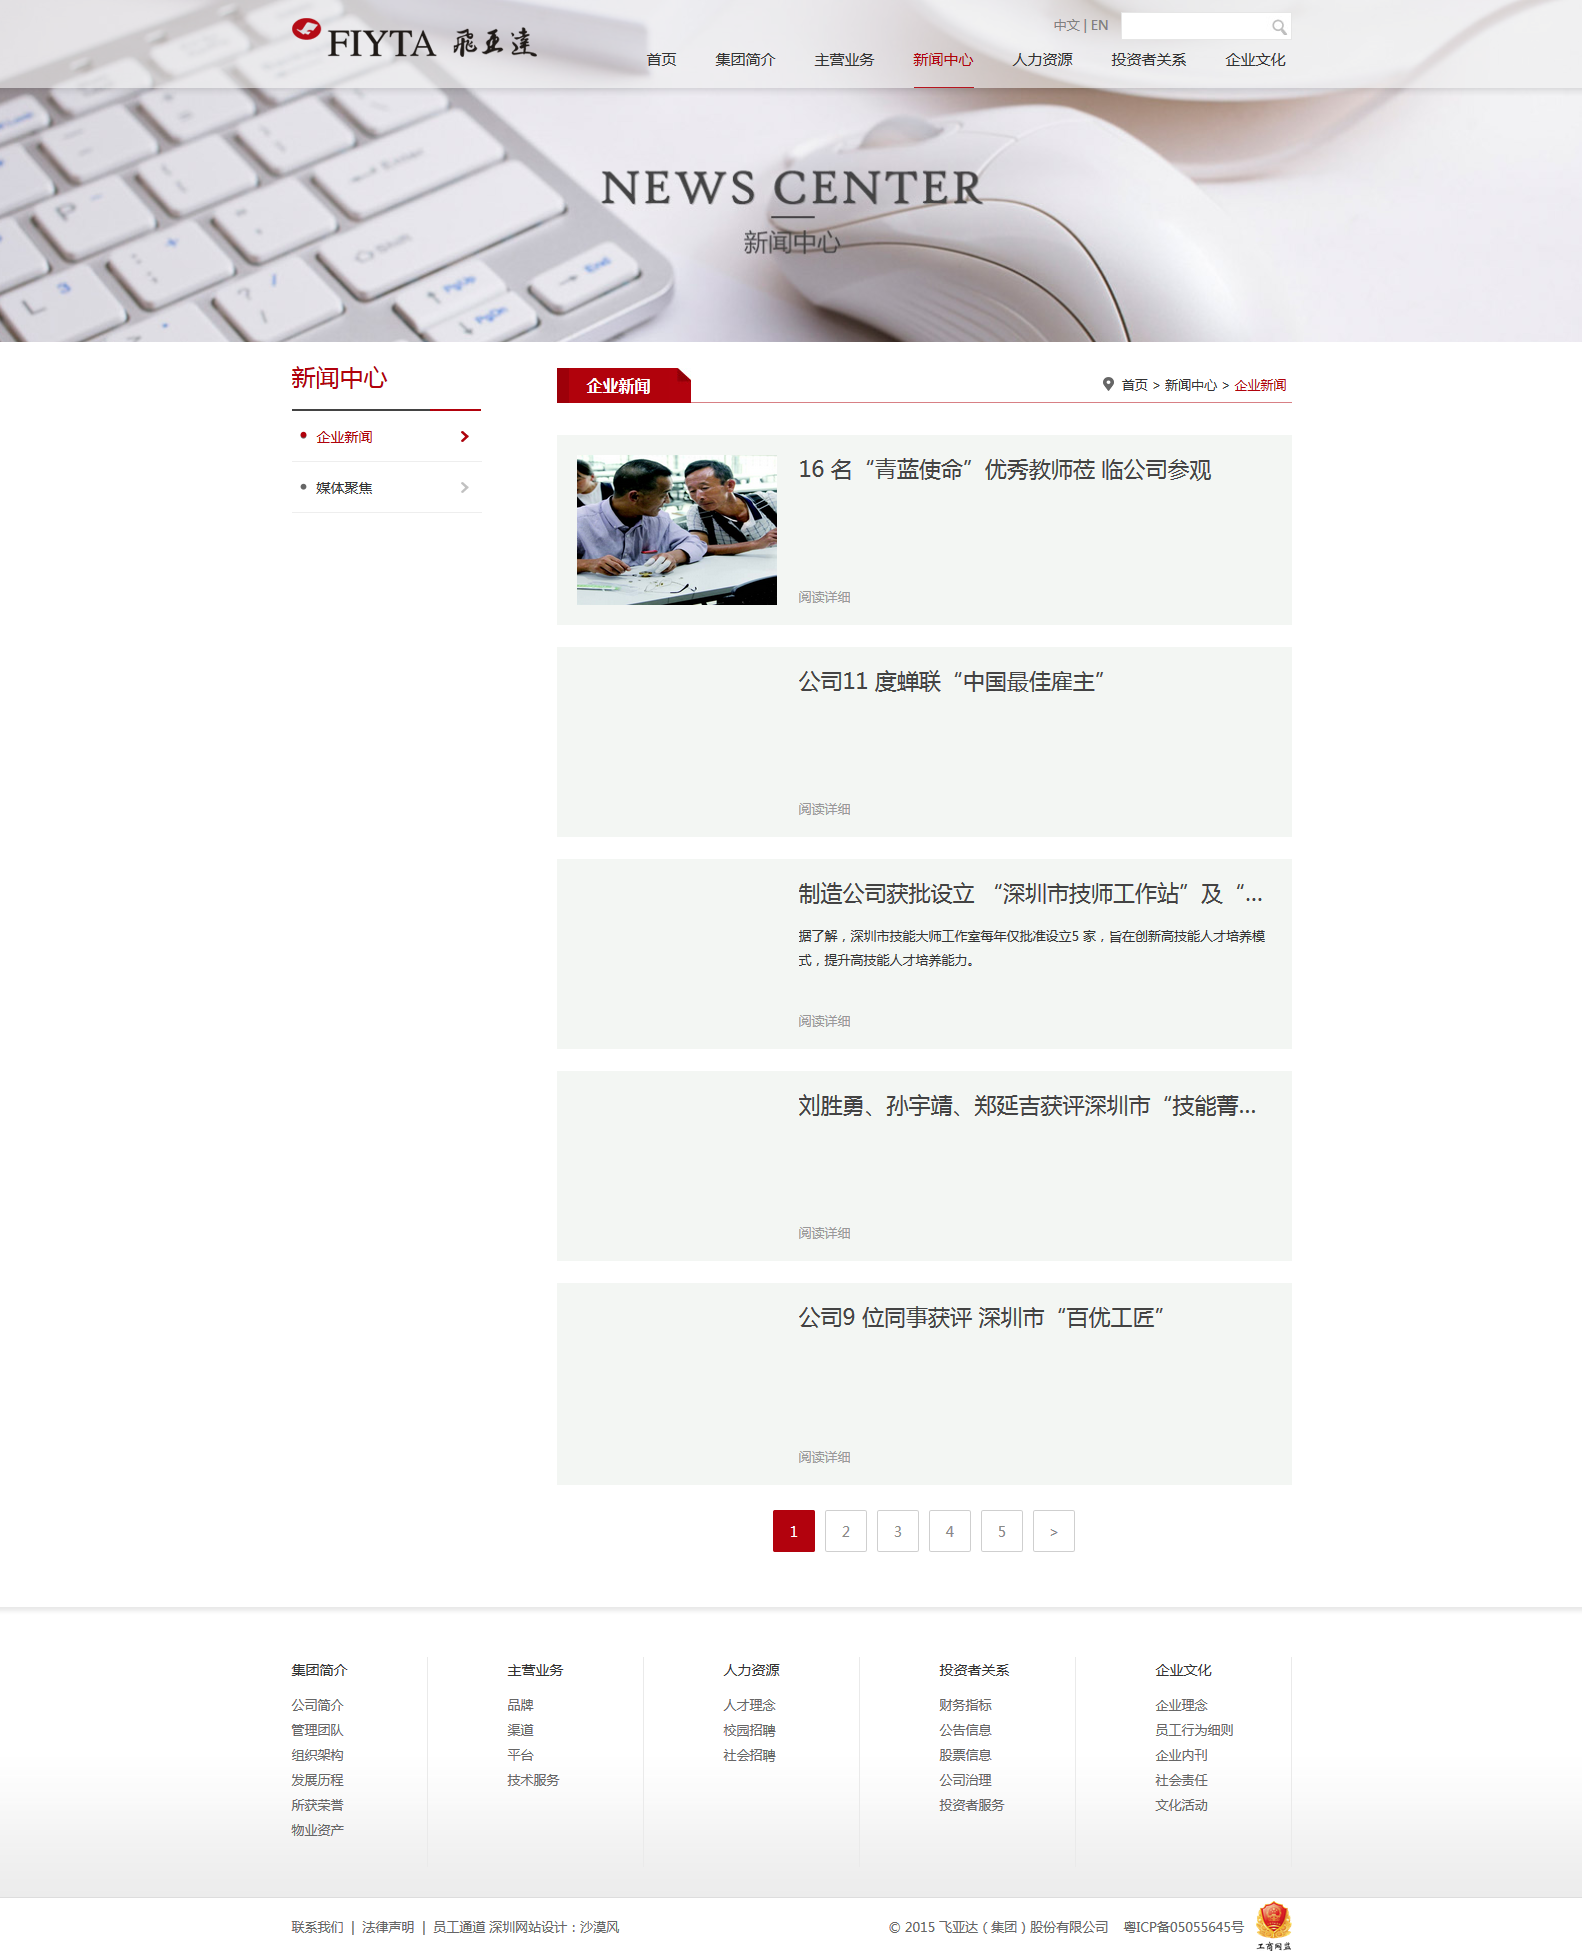 FIYTA 飞亚达
中文 | EN
首页 集团简介 主营业务 新闻中心 人力资源 投资者关系 企业文化
NEWS CENTER
新闻中心
P
Enter
Shift
L
3
?
/
PgUp
PgDn
End
新闻中心
企业新闻
媒体聚焦
企业新闻
首页 > 新闻中心 > 企业新闻
16 名“青蓝使命”优秀教师莅 临公司参观
阅读详细
公司11 度蝉联“中国最佳雇主”
阅读详细
制造公司获批设立 “深圳市技师工作站”及“...
据了解，深圳市技能大师工作室每年仅批准设立5 家，旨在创新高技能人才培养模
式，提升高技能人才培养能力。
阅读详细
刘胜勇、孙宇靖、郑延吉获评深圳市“技能菁...
阅读详细
公司9 位同事获评 深圳市“百优工匠”
阅读详细
1 2 3 4 5 >
集团简介
公司简介
管理团队
组织架构
发展历程
所获荣誉
物业资产
主营业务
品牌
渠道
平台
技术服务
人力资源
人才理念
校园招聘
社会招聘
投资者关系
财务指标
公告信息
股票信息
公司治理
投资者服务
企业文化
企业理念
员工行为细则
企业内刊
社会责任
文化活动
联系我们 | 法律声明 | 员工通道 深圳网站设计：沙漠风
© 2015 飞亚达（集团）股份有限公司 粤ICP备05055645号
工商网监